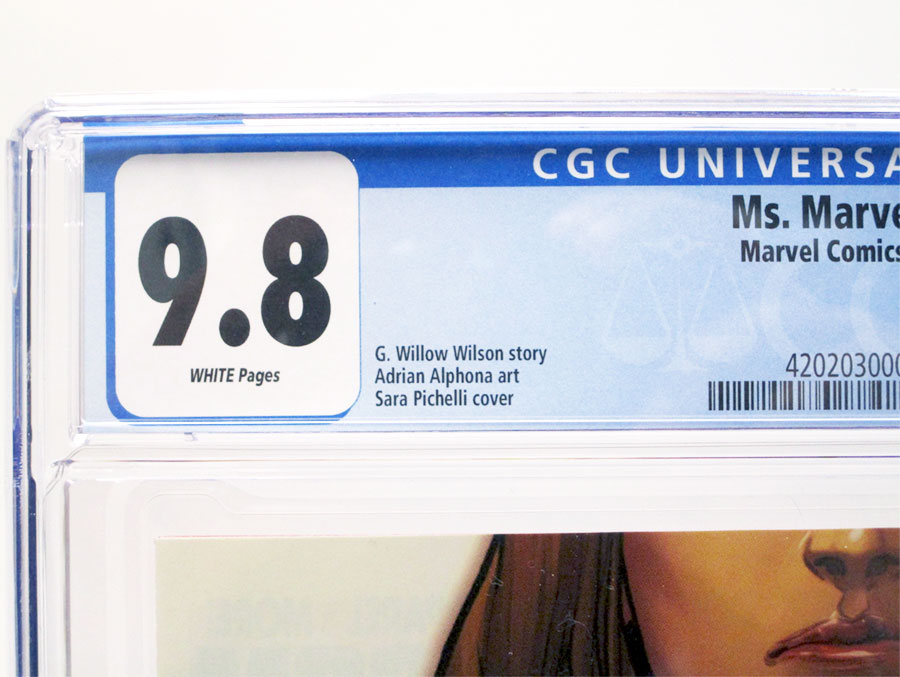 CGC UNIVERSA
9.8
WHITE Pages
Ms. Marve
Marvel Comics
G. Willow Wilson story
Adrian Alphona art
Sara Pichelli cover
420203000